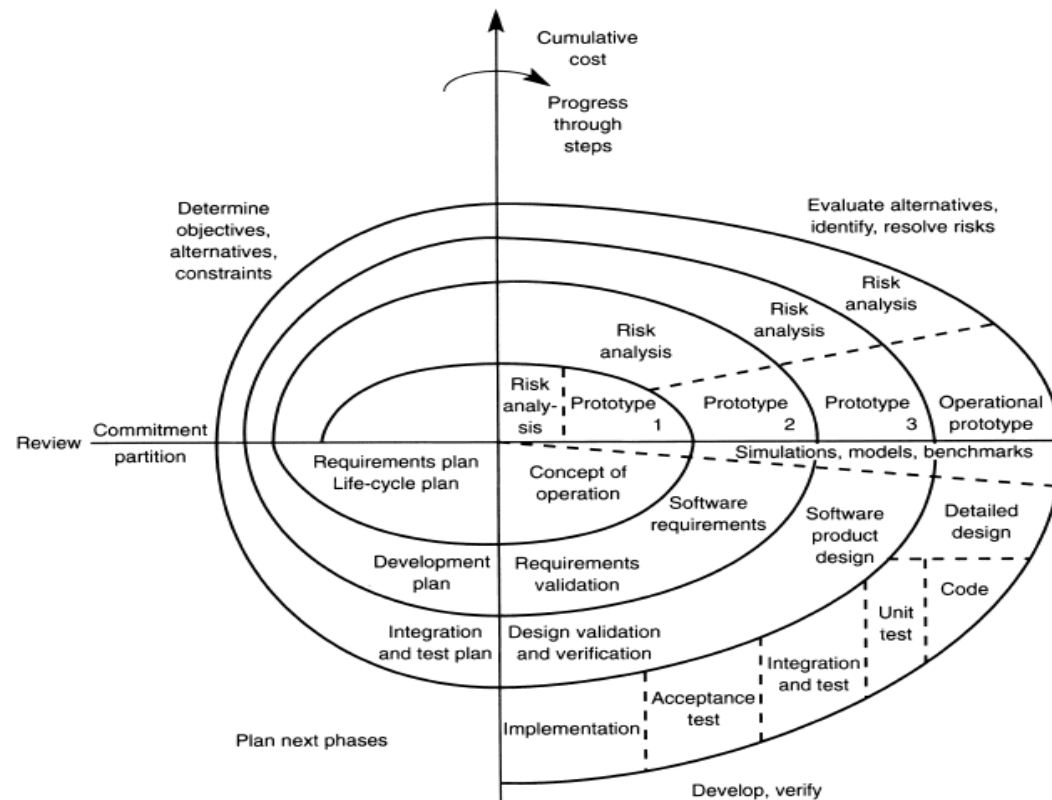 Cumulative
cost
Progress
through
steps
Determine
objectives,
alternatives,
constraints
Evaluate alternatives,
identify, resolve risks
Risk
analysis
Risk
analysis
Risk
analysis
Risk
analy-
sis
Prototype
1
Prototype
2
Prototype
3
Operational
prototype
Review
Commitment
partition
Simulations, models, benchmarks
Requirements plan
Life-cycle plan
Concept of
operation
Software
requirements
Software
product
design
Detailed
design
Development
plan
Requirements
validation
Code
Unit
test
Integration
and test plan
Design validation
and verification
Integration
and test
Acceptance
test
Implementation
Plan next phases
Develop, verify